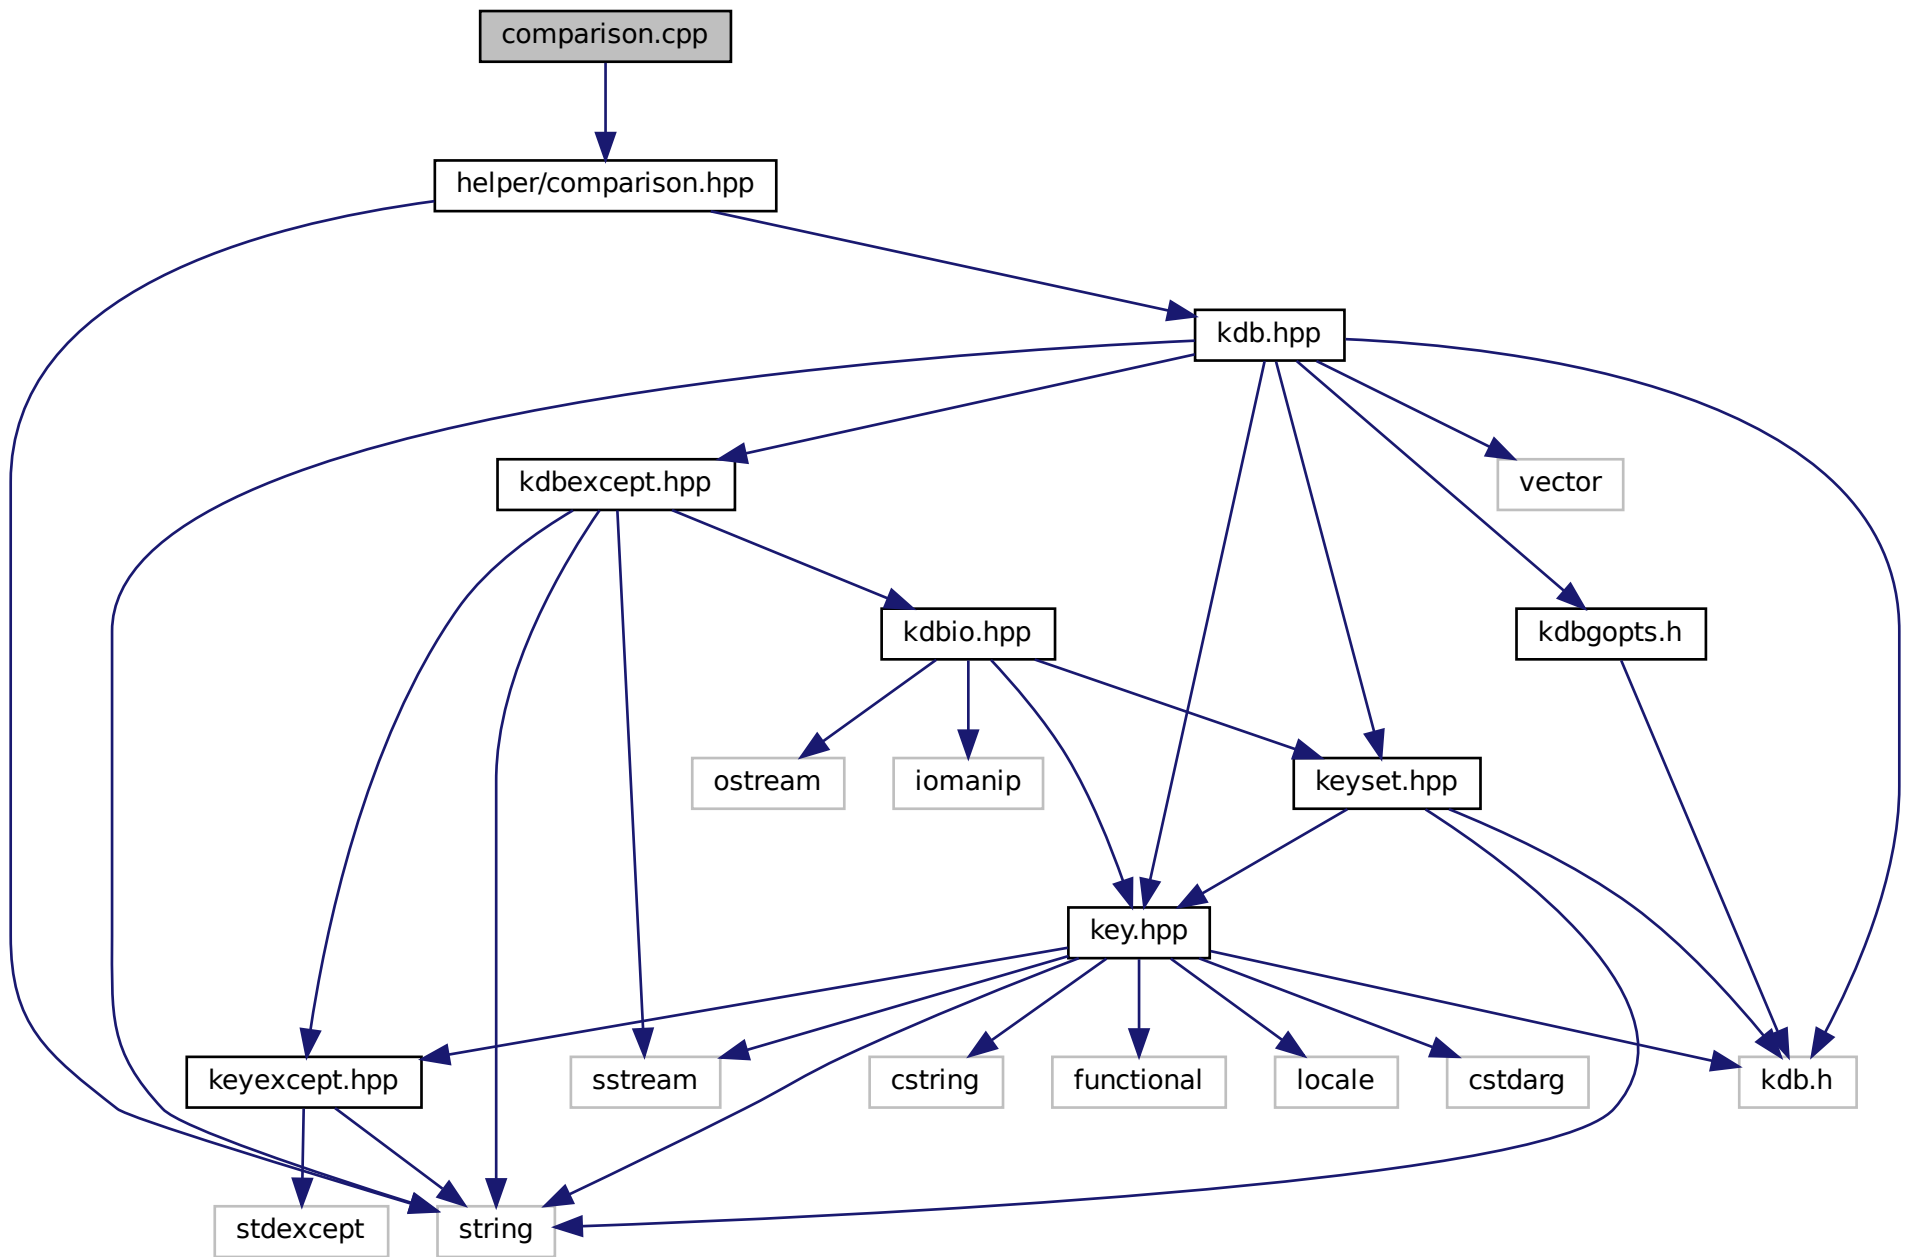 comparison.cpp
helper/comparison.hpp
kdb.hpp
kdbexcept.hpp
vector
kdbio.hpp
kdbgopts.h
ostream
iomanip
keyset.hpp
key.hpp
keyexcept.hpp
sstream
cstring
functional
locale
cstdarg
kdb.h
stdexcept
string